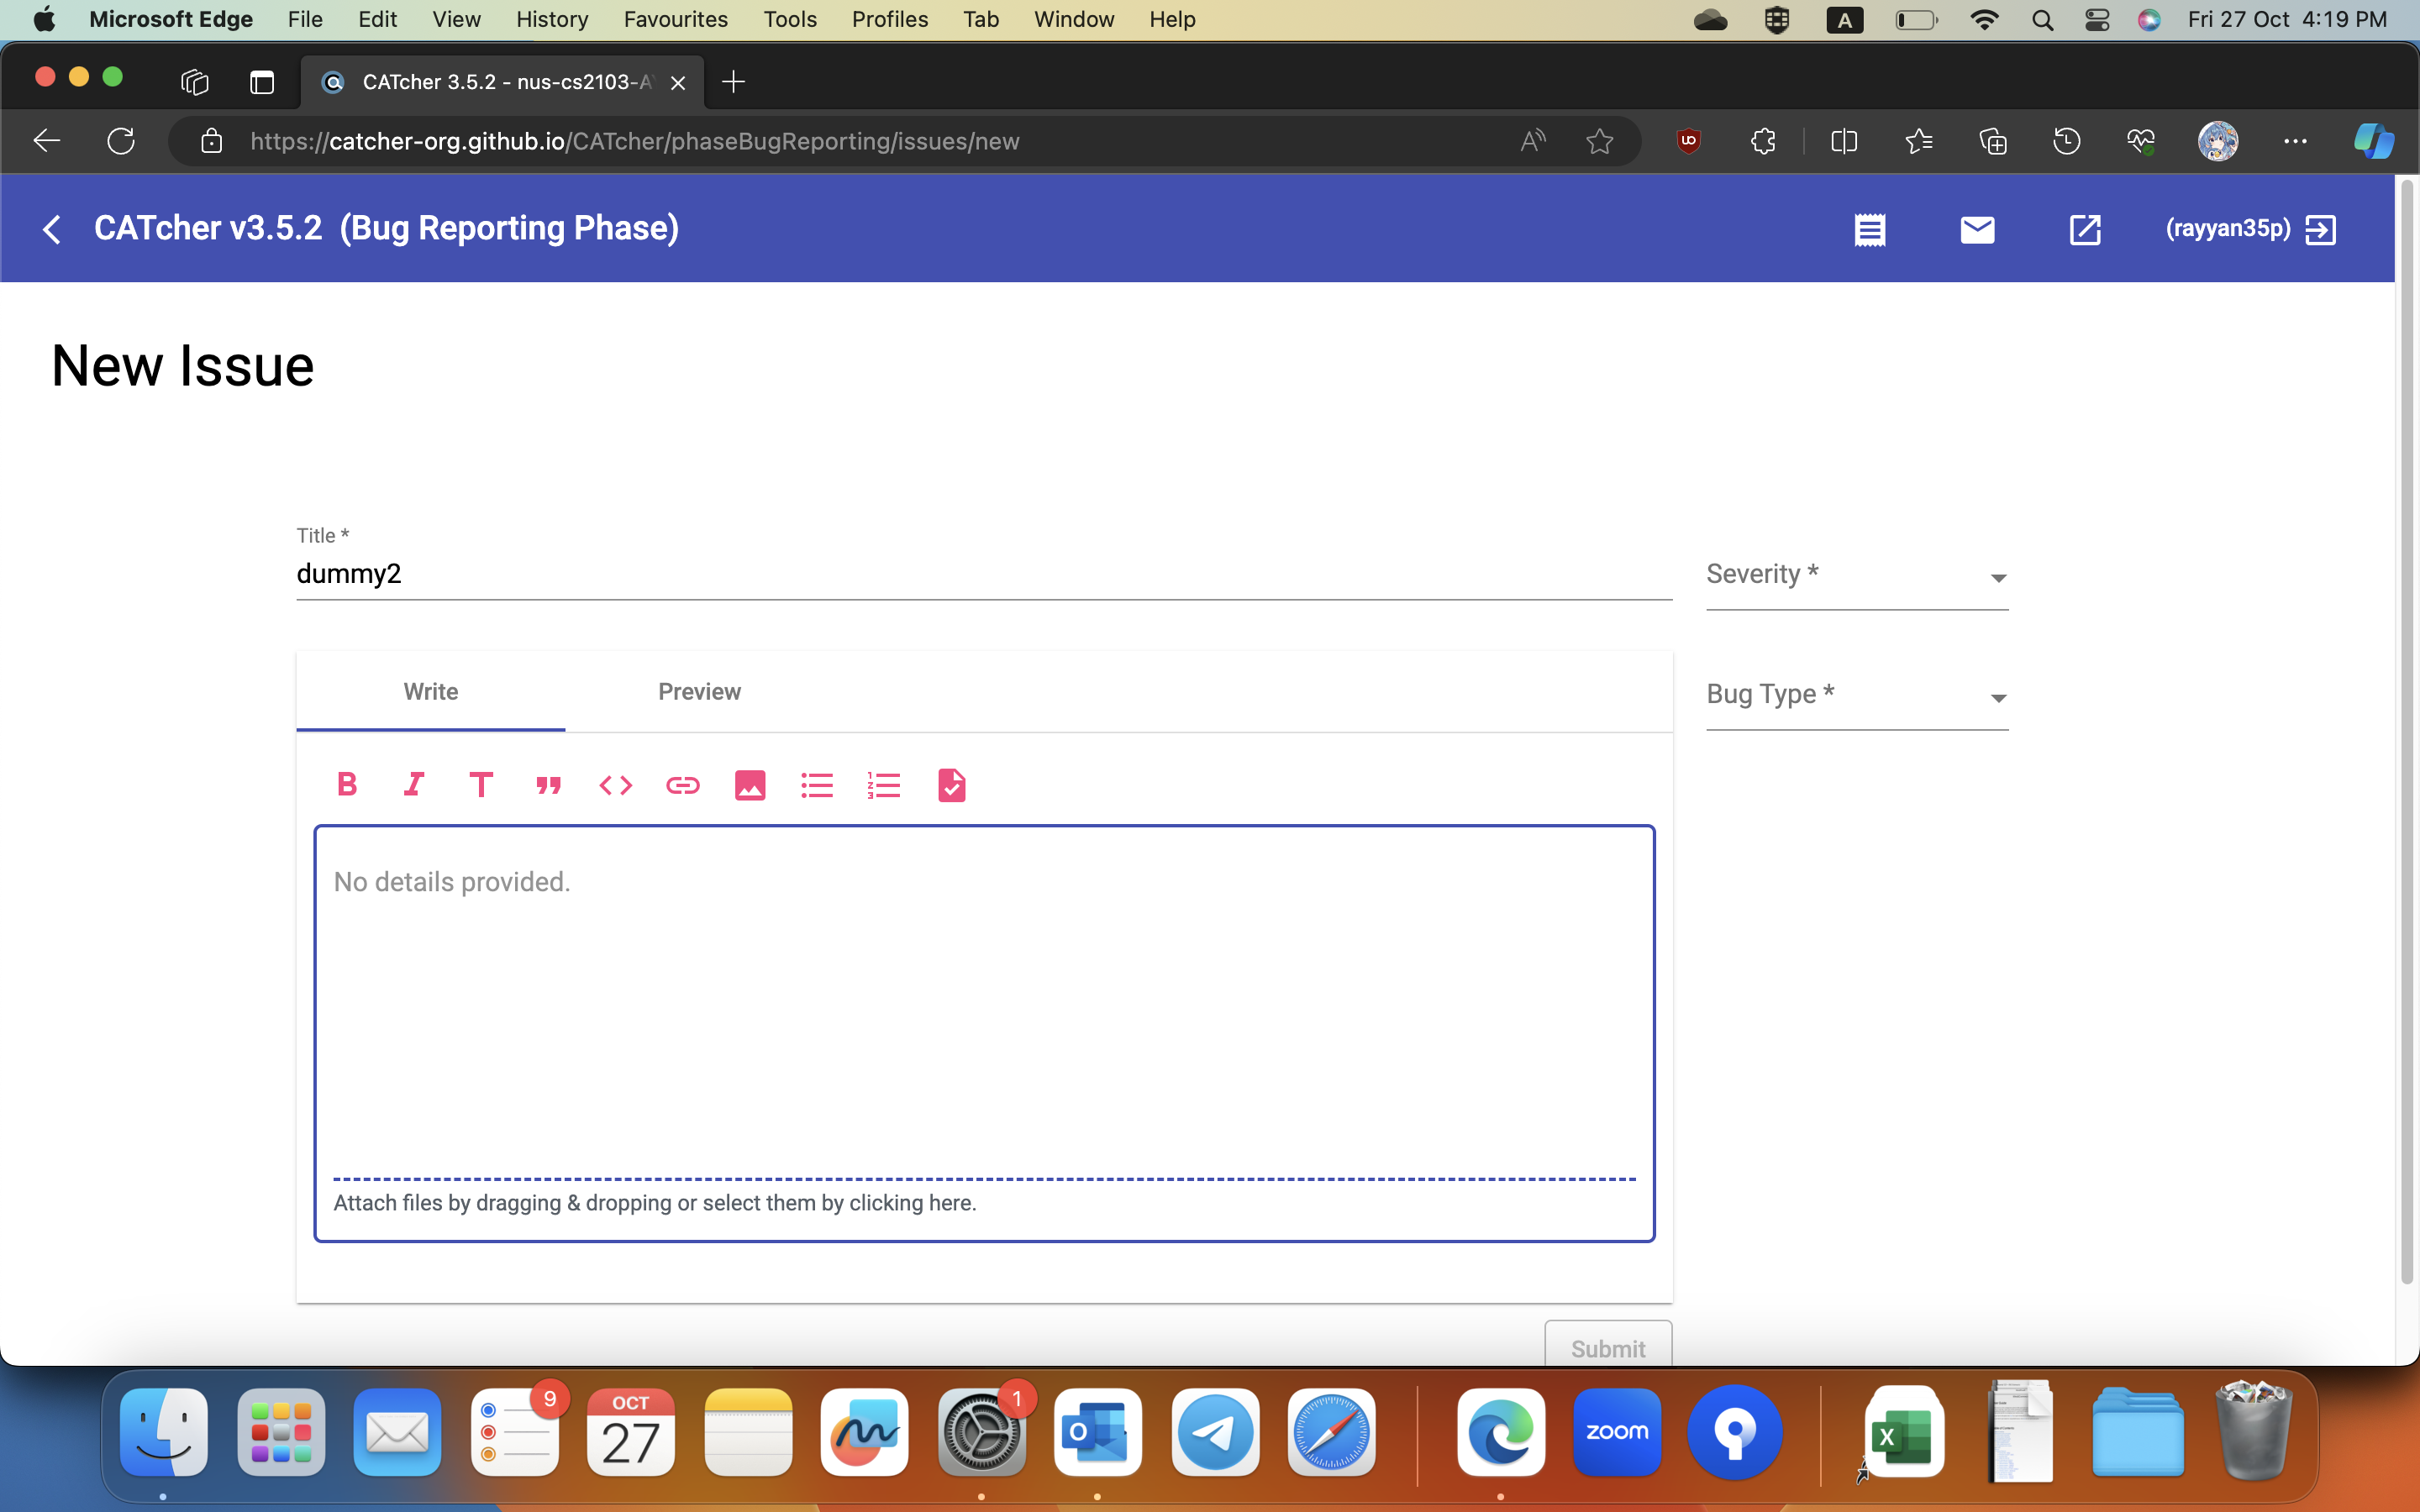 Microsoft Edge File Edit View History Favourites Tools Profiles Tab Window Help A Fri 27 Oct 4:19 PM
CATcher 3.5.2 - nus-cs2103-A
https://catcher-org.github.io/CATcher/phaseBugReporting/issues/new
CATcher v3.5.2 (Bug Reporting Phase) (rayyan35p)
New Issue
Title *
dummy2
Severity *
Write Preview
Bug Type *
No details provided.
Attach files by dragging & dropping or select them by clicking here.
Submit
9
OCT
27
1
O
zoom
X